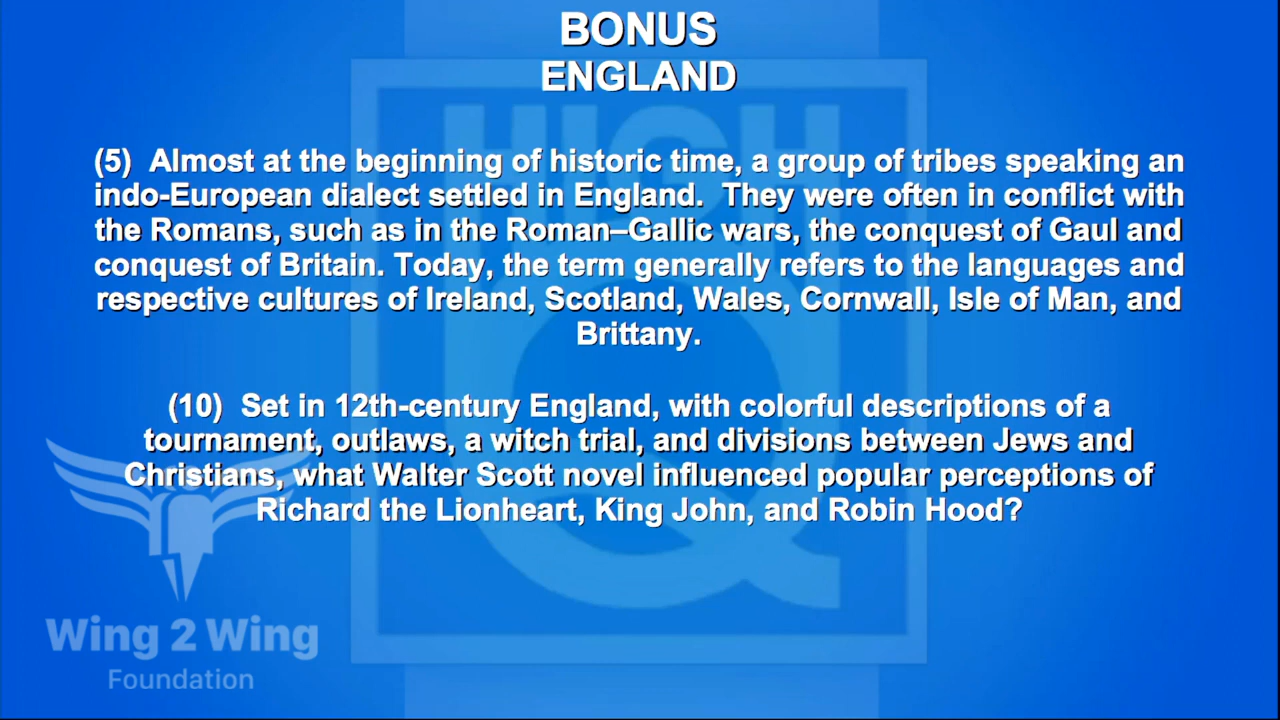 BONUS
ENGLAND
(5) Almost at the beginning of historic time, a group of tribes speaking an
indo-European dialect settled in England. They were often in conflict with
the Romans, such as in the Roman–Gallic wars, the conquest of Gaul and
conquest of Britain. Today, the term generally refers to the languages and
respective cultures of Ireland, Scotland, Wales, Cornwall, Isle of Man, and
Brittany.
(10) Set in 12th-century England, with colorful descriptions of a
tournament, outlaws, a witch trial, and divisions between Jews and
Christians, what Walter Scott novel influenced popular perceptions of
Richard the Lionheart, King John, and Robin Hood?
HIGH
Q
Wing 2 Wing
Foundation